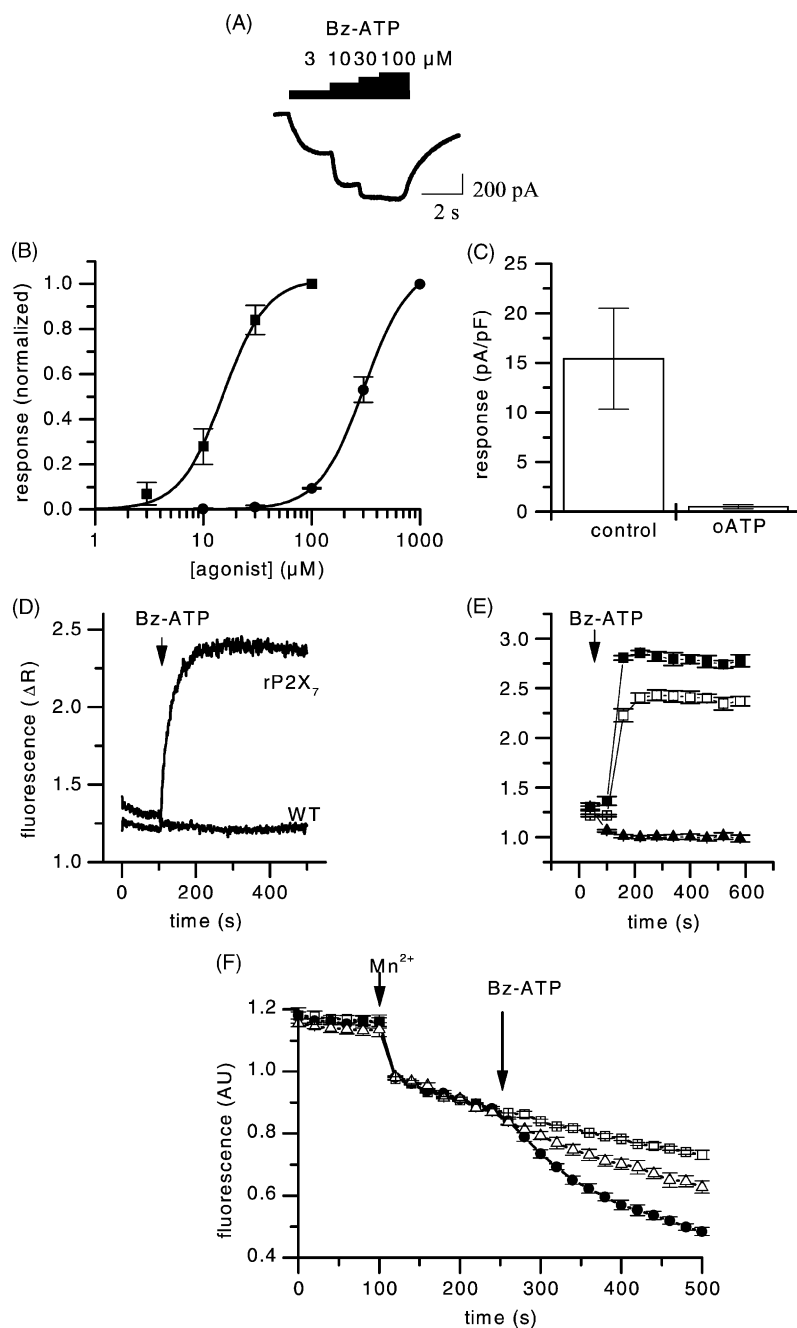 (A)
Bz-ATP
3 10 30 100 µM
200 pA
2 s
(B)
response (normalized)
1.0
0.8
0.6
0.4
0.2
0.0
1 10 100 1000
[agonist] (µM)
(C)
response (pA/pF)
25
20
15
10
5
0
control oATP
(D)
Bz-ATP
fluorescence (ΔR)
2.5
2.0
1.5
1.0
rP2X7
WT
0 200 400
time (s)
(E)
Bz-ATP
3.0
2.5
2.0
1.5
1.0
0 200 400 600
time (s)
(F)
Mn2+
Bz-ATP
fluorescence (AU)
1.2
1.0
0.8
0.6
0.4
0 100 200 300 400 500
time (s)